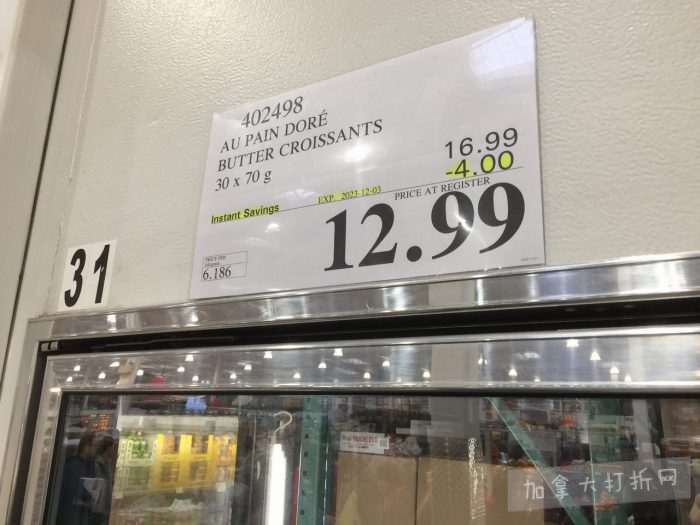 402498
AU PAIN DORÉ
BUTTER CROISSANTS
30 x 70 g
16.99
-4.00
Instant Savings
EXP. 2023-12-03
PRICE AT REGISTER
12.99
6.186
31
加拿大打折网